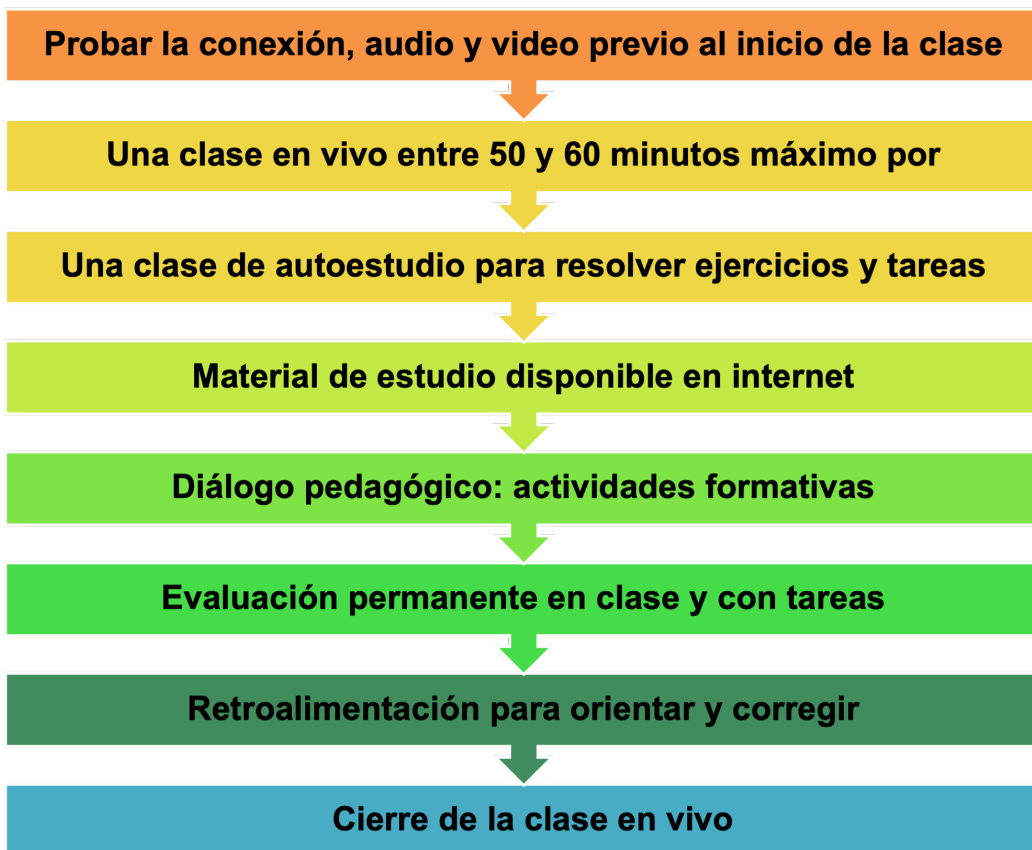 Probar la conexión, audio y video previo al inicio de la clase
Una clase en vivo entre 50 y 60 minutos máximo por
Una clase de autoestudio para resolver ejercicios y tareas
Material de estudio disponible en internet
Diálogo pedagógico: actividades formativas
Evaluación permanente en clase y con tareas
Retroalimentación para orientar y corregir
Cierre de la clase en vivo